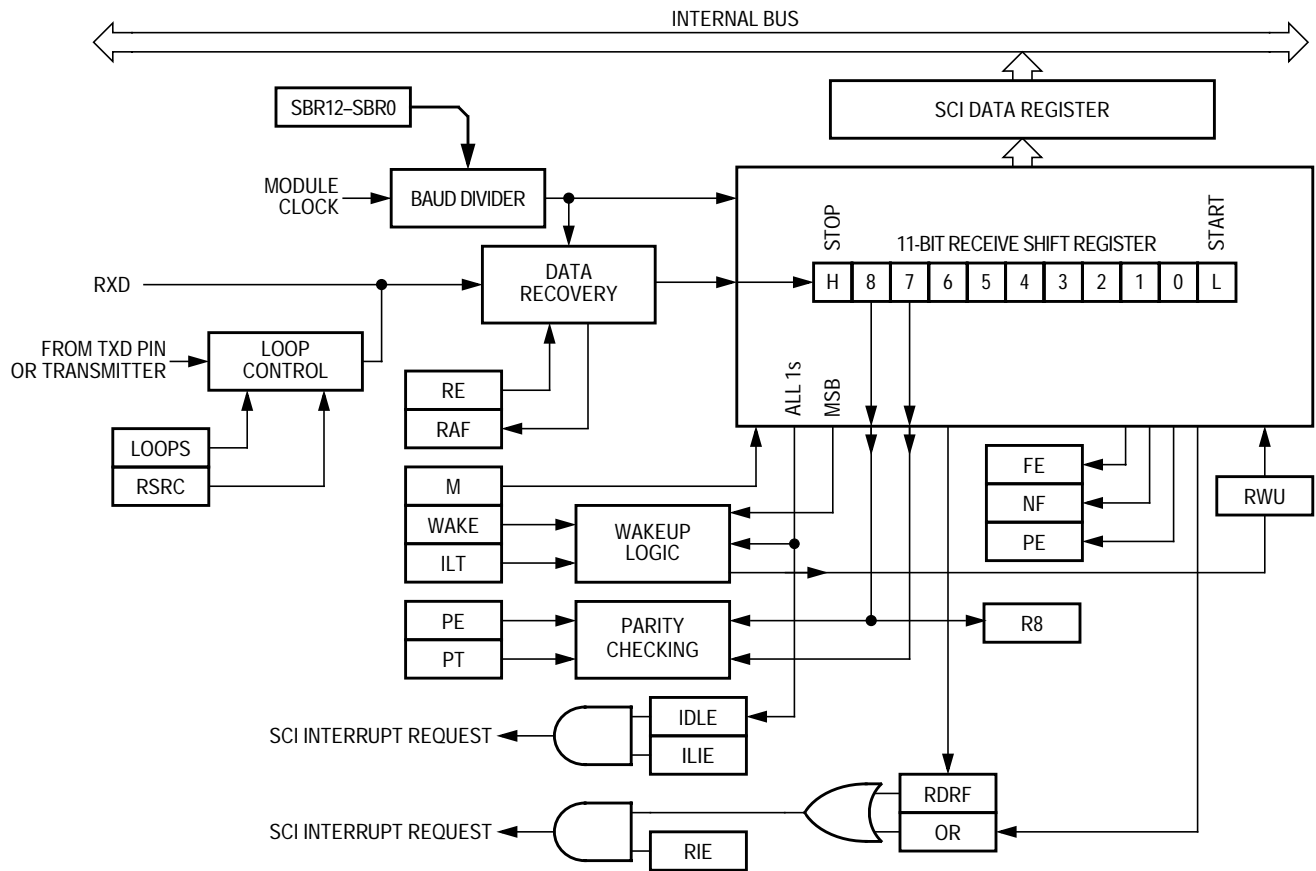 INTERNAL BUS
SBR12–SBR0
SCI DATA REGISTER
MODULE
CLOCK
BAUD DIVIDER
STOP
11-BIT RECEIVE SHIFT REGISTER
START
H 8 7 6 5 4 3 2 1 0 L
RXD
DATA
RECOVERY
FROM TXD PIN
OR TRANSMITTER
LOOP
CONTROL
ALL 1s
MSB
RE
RAF
LOOPS
RSRC
M
WAKE
ILT
WAKEUP
LOGIC
FE
NF
PE
RWU
PE
PT
PARITY
CHECKING
R8
SCI INTERRUPT REQUEST
IDLE
ILIE
RDRF
OR
SCI INTERRUPT REQUEST
RIE